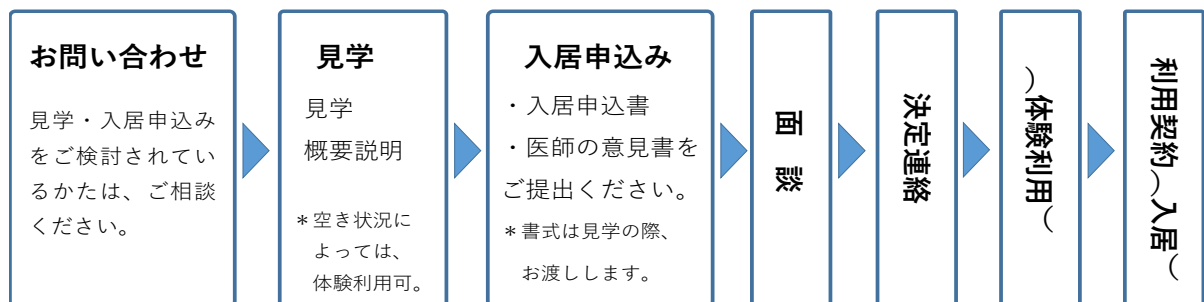 お問い合わせ
見学・入居申込み
をご検討されてい
るかたは、ご相談
ください。
見学
見学
概要説明
＊空き状況に
よっては、
体験利用可。
入居申込み
・入居申込書
・医師の意見書を
ご提出ください。
＊書式は見学の際、
お渡しします。
面 談
決定連絡
）体験利用（
利用契約）入居（